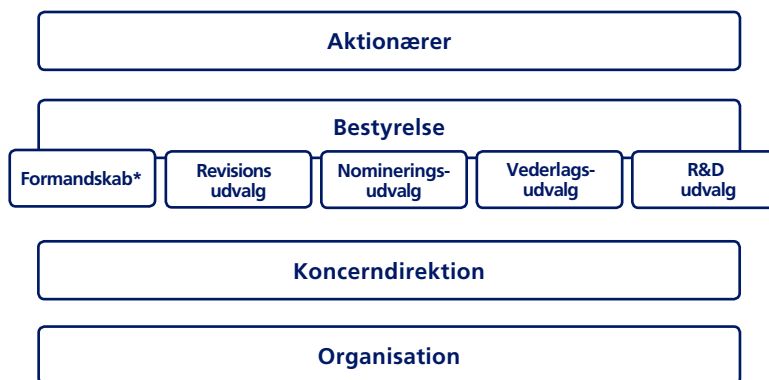 Aktionærer
Bestyrelse
Formandskab*
Revisions
udvalg
Nominerings-
udvalg
Vederlags-
udvalg
R&D
udvalg
Koncerndirektion
Organisation